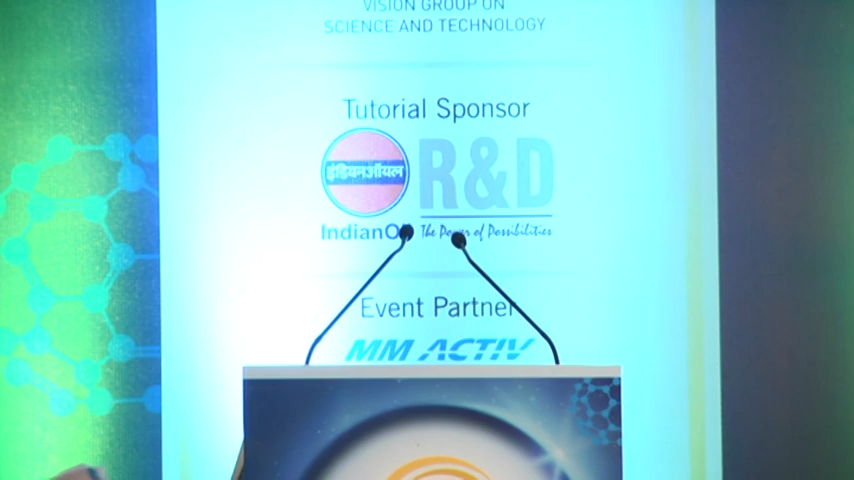 VISION GROUP ON
SCIENCE AND TECHNOLOGY
Tutorial Sponsor
इंडियनऑयल
R&D
IndianOil
The Power of Possibilities
Event Partner
MM ACTIV